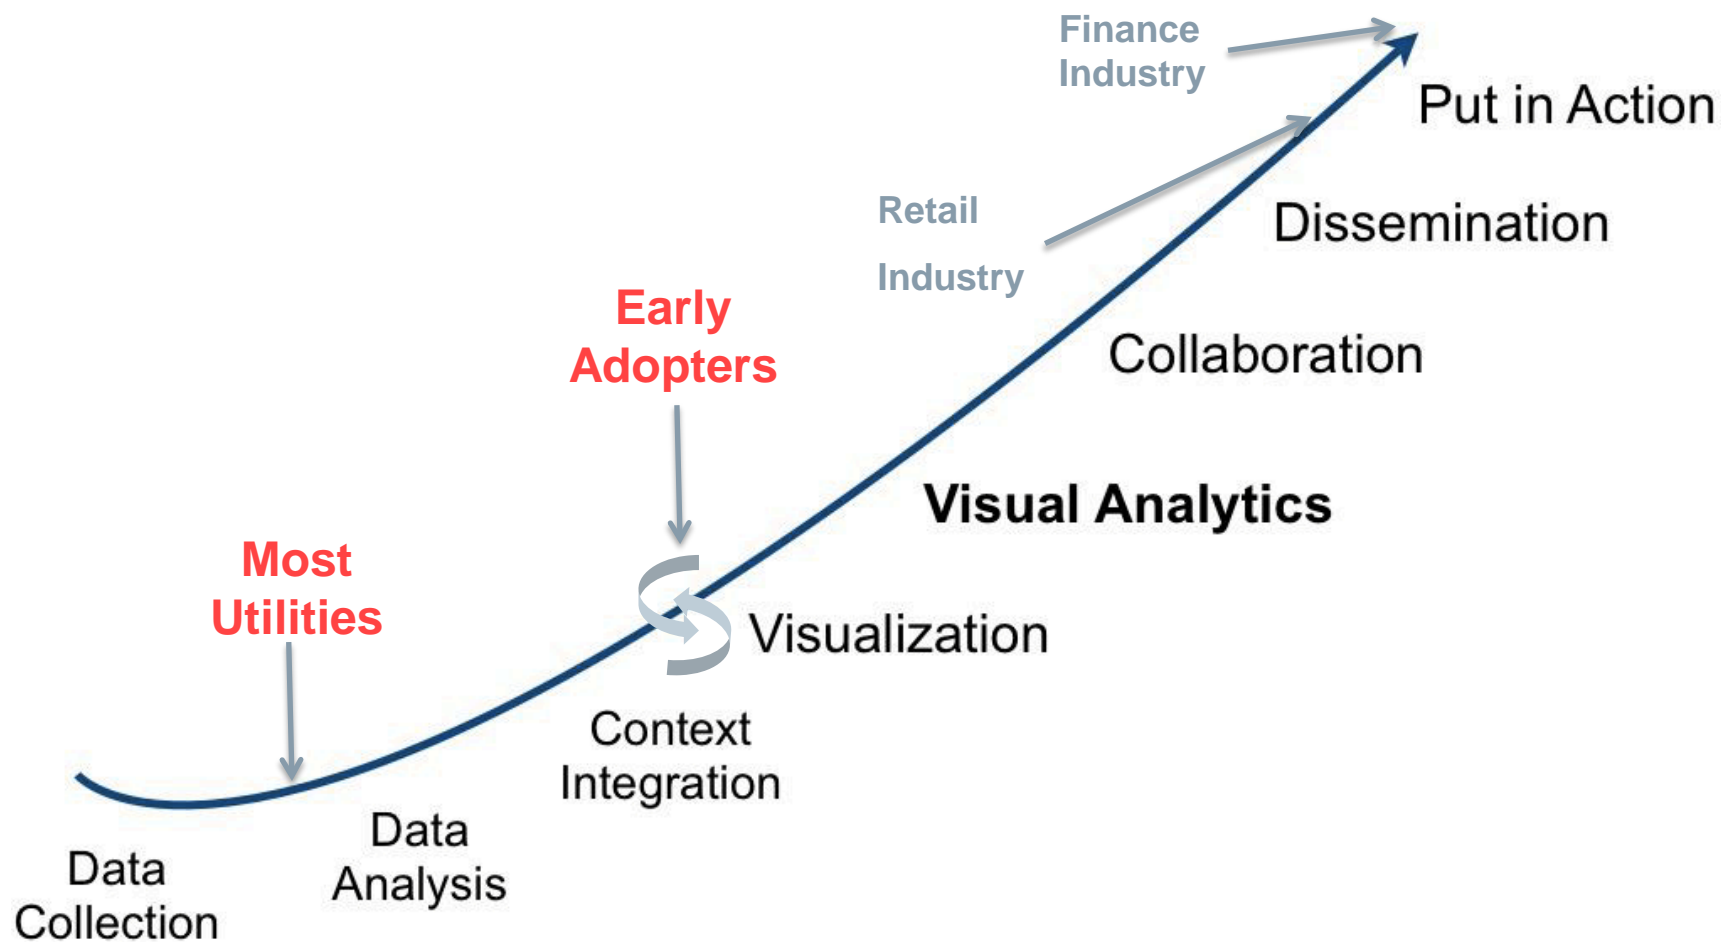 Finance
Industry
Put in Action
Retail
Industry
Dissemination
Early
Adopters
Collaboration
Visual Analytics
Most
Utilities
Visualization
Context
Integration
Data
Analysis
Data
Collection